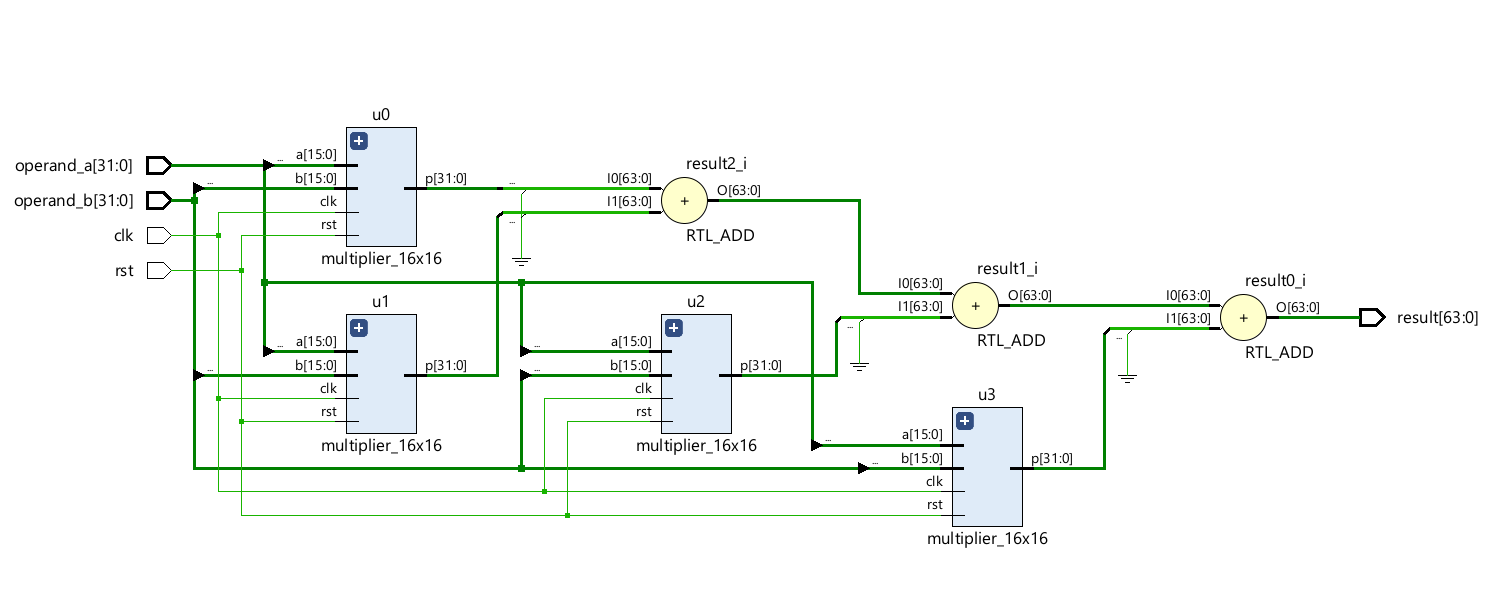 u0
operand_a[31:0]
operand_b[31:0]
clk
rst
a[15:0]
b[15:0]
clk
rst
p[31:0]
multiplier_16x16
...
...
...
...
result2_i
I0[63:0]
I1[63:0]
+
O[63:0]
RTL_ADD
u1
a[15:0]
b[15:0]
clk
rst
p[31:0]
multiplier_16x16
...
...
u2
a[15:0]
b[15:0]
clk
rst
p[31:0]
multiplier_16x16
...
...
result1_i
I0[63:0]
I1[63:0]
...
+
O[63:0]
RTL_ADD
u3
a[15:0]
b[15:0]
clk
rst
p[31:0]
multiplier_16x16
...
...
result0_i
I0[63:0]
I1[63:0]
...
+
O[63:0]
RTL_ADD
result[63:0]